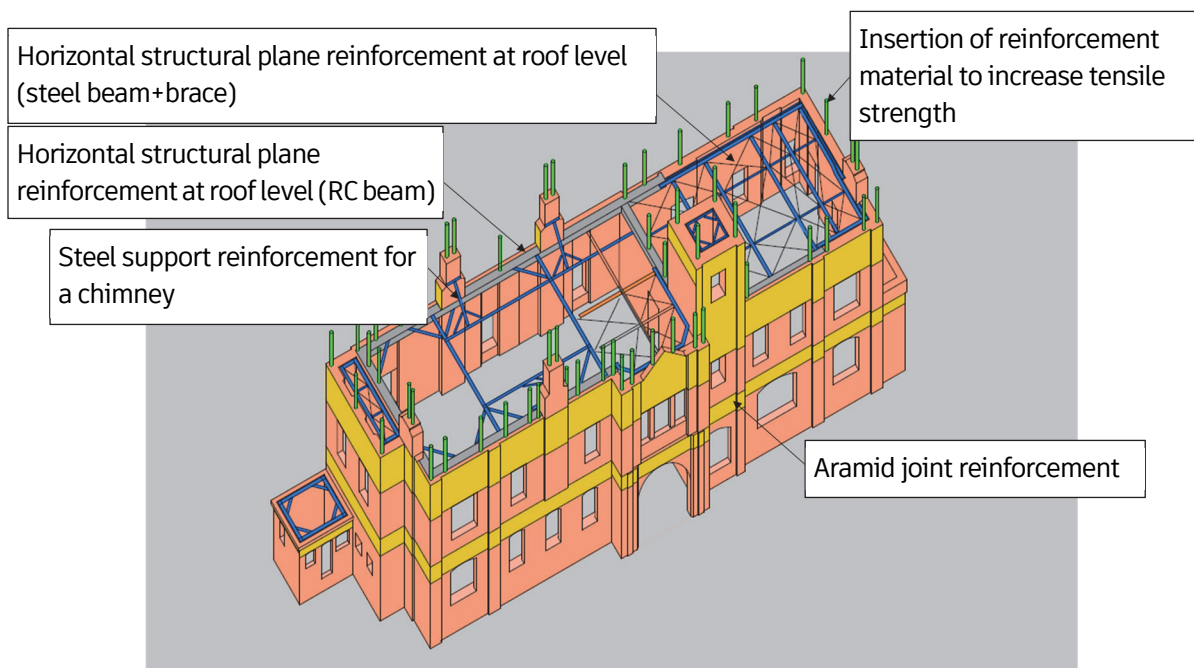 Horizontal structural plane reinforcement at roof level
(steel beam+brace)
Insertion of reinforcement
material to increase tensile
strength
Horizontal structural plane
reinforcement at roof level (RC beam)
Steel support reinforcement for
a chimney
Aramid joint reinforcement